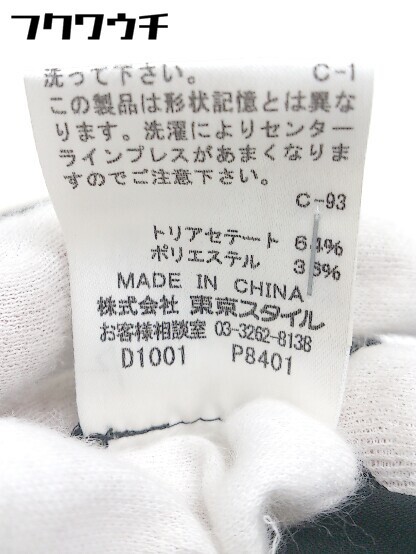 フクワウチ
洗って下さい。 C-1
この製品は形状記憶とは異な
ります。洗濯によりセンター
ラインプレスがあまくなりま
すのでご注意下さい。
C-93
トリアセテート 64%
ポリエステル 36%
MADE IN CHINA
株式会社 東京スタイル
お客様相談室 03-3262-8138
D1001 P8401